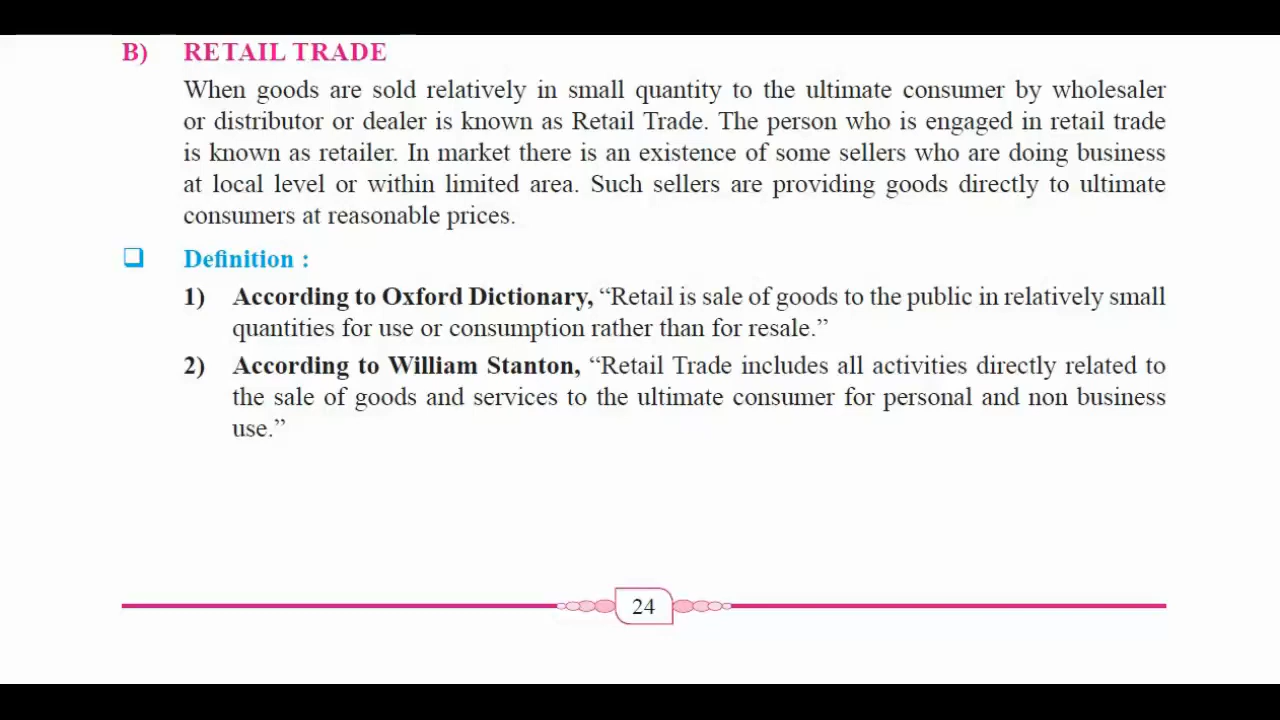 B) RETAIL TRADE
When goods are sold relatively in small quantity to the ultimate consumer by wholesaler
or distributor or dealer is known as Retail Trade. The person who is engaged in retail trade
is known as retailer. In market there is an existence of some sellers who are doing business
at local level or within limited area. Such sellers are providing goods directly to ultimate
consumers at reasonable prices.
❑ Definition :
1) According to Oxford Dictionary, “Retail is sale of goods to the public in relatively small
quantities for use or consumption rather than for resale.”
2) According to William Stanton, “Retail Trade includes all activities directly related to
the sale of goods and services to the ultimate consumer for personal and non business
use.”
24